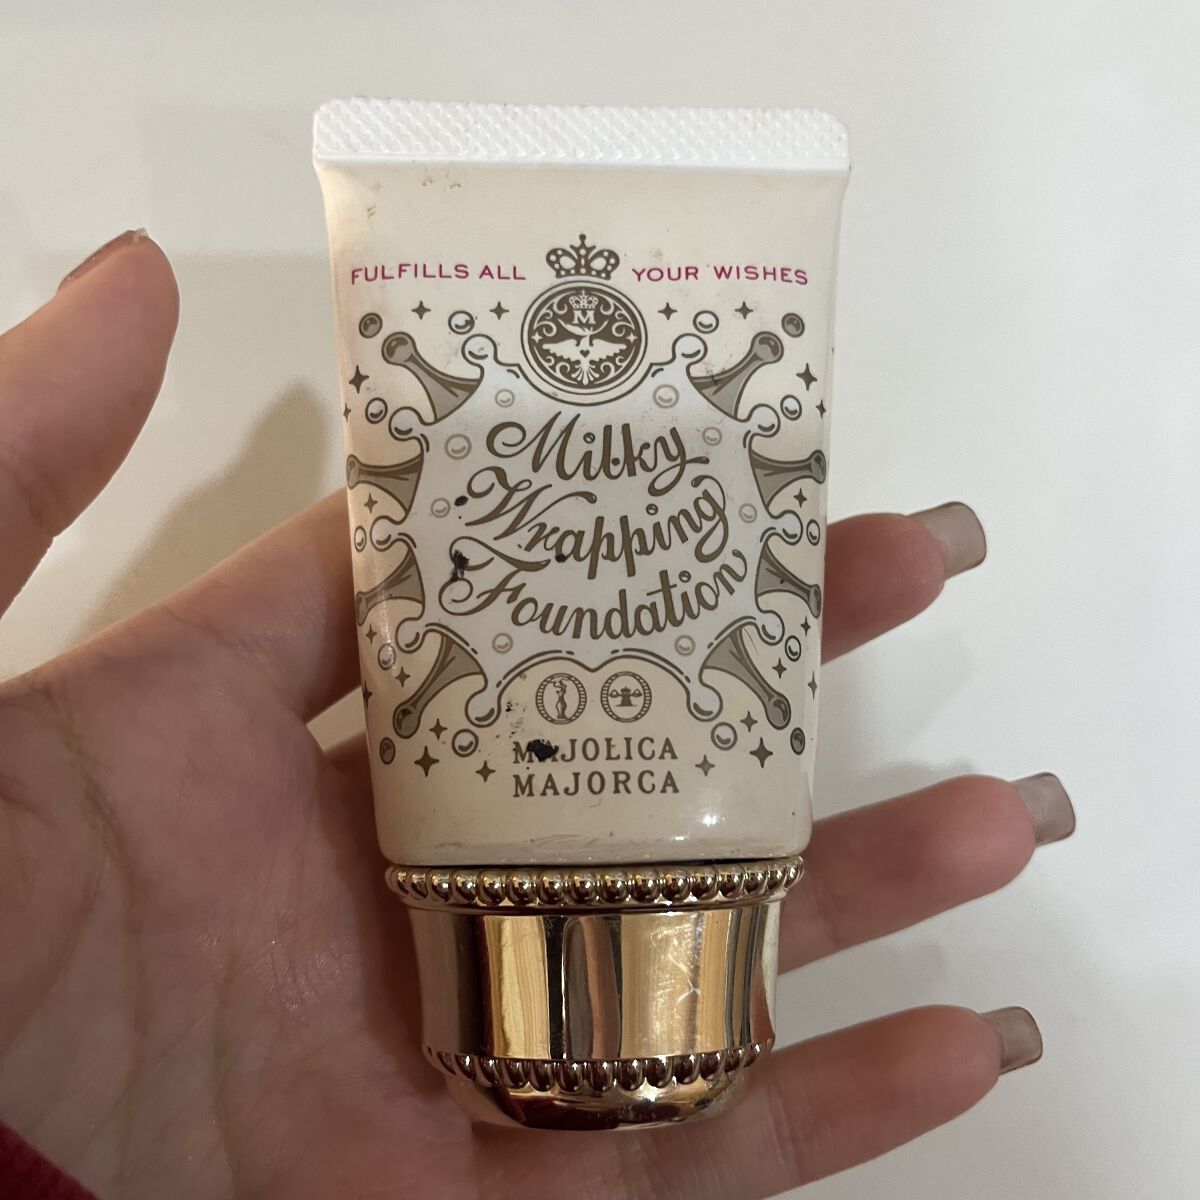 FULFILLS ALL YOUR WISHES
M
Milky
Wrapping
Foundation
MAJOLICA
MAJORCA